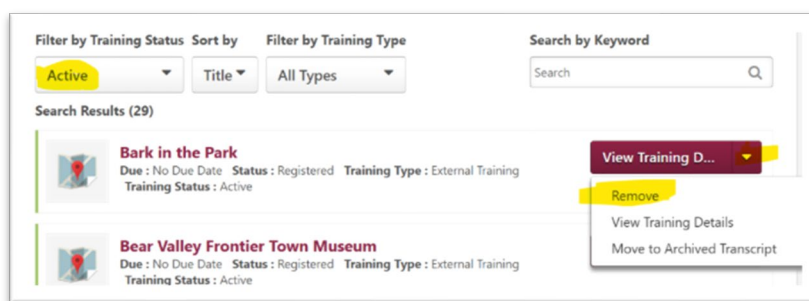 Filter by Training Status Sort by Filter by Training Type Search by Keyword
Active Title All Types Search
Search Results (29)
Bark in the Park
Due : No Due Date Status : Registered Training Type : External Training
Training Status : Active
View Training D...
Remove
View Training Details
Move to Archived Transcript
Bear Valley Frontier Town Museum
Due : No Due Date Status : Registered Training Type : External Training
Training Status : Active